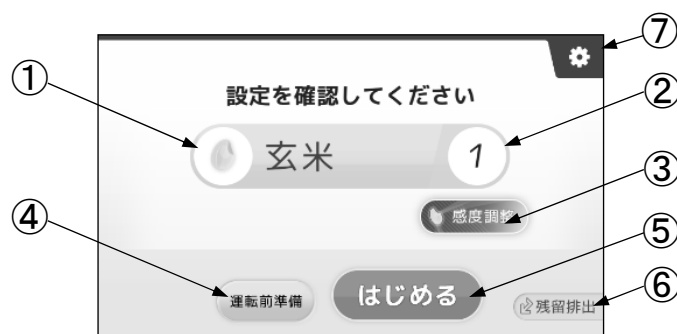 ⑦
①
設定を確認してください
②
玄米 1
③
感度調整
④
⑤
運転前準備 はじめる
⑥
残留排出